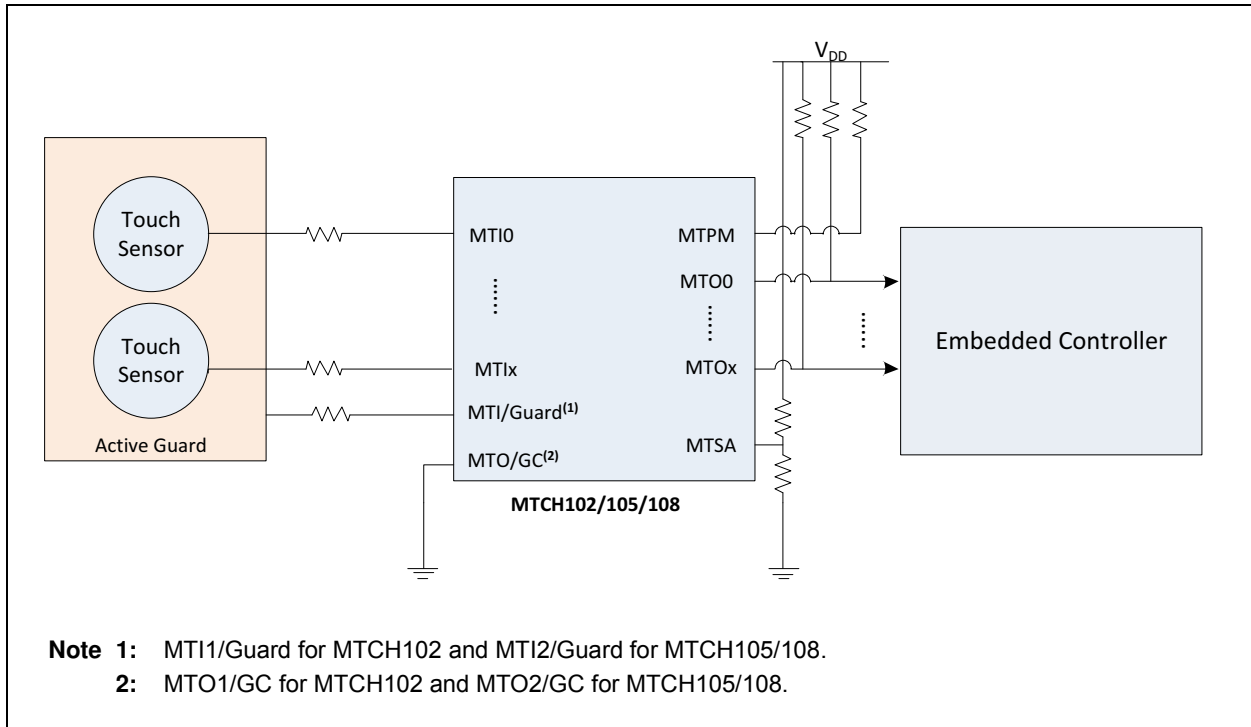 V_DD
Touch
Sensor
MTI0
MTPM
MTO0
Touch
Sensor
MTIx
MTOx
Embedded Controller
MTI/Guard(1)
Active Guard
MTSA
MTO/GC(2)
MTCH102/105/108
Note 1: MTI1/Guard for MTCH102 and MTI2/Guard for MTCH105/108.
2: MTO1/GC for MTCH102 and MTO2/GC for MTCH105/108.